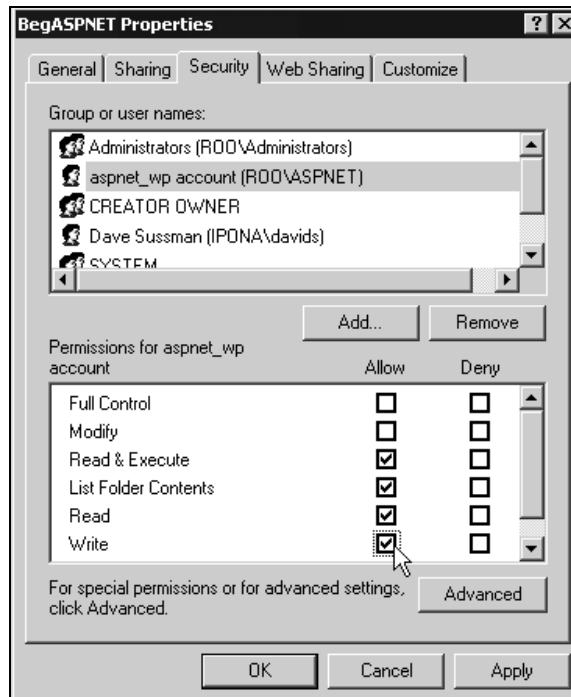 BegASPNET Properties
General Sharing Security Web Sharing Customize
Group or user names:
Administrators (ROO\Administrators)
aspnet_wp account (ROO\ASPNET)
CREATOR OWNER
Dave Sussman (IPONA\davids)
SYSTEM
Add... Remove
Permissions for aspnet_wp
account Allow Deny
Full Control
Modify
Read & Execute
List Folder Contents
Read
Write
For special permissions or for advanced settings,
click Advanced.
Advanced
OK Cancel Apply